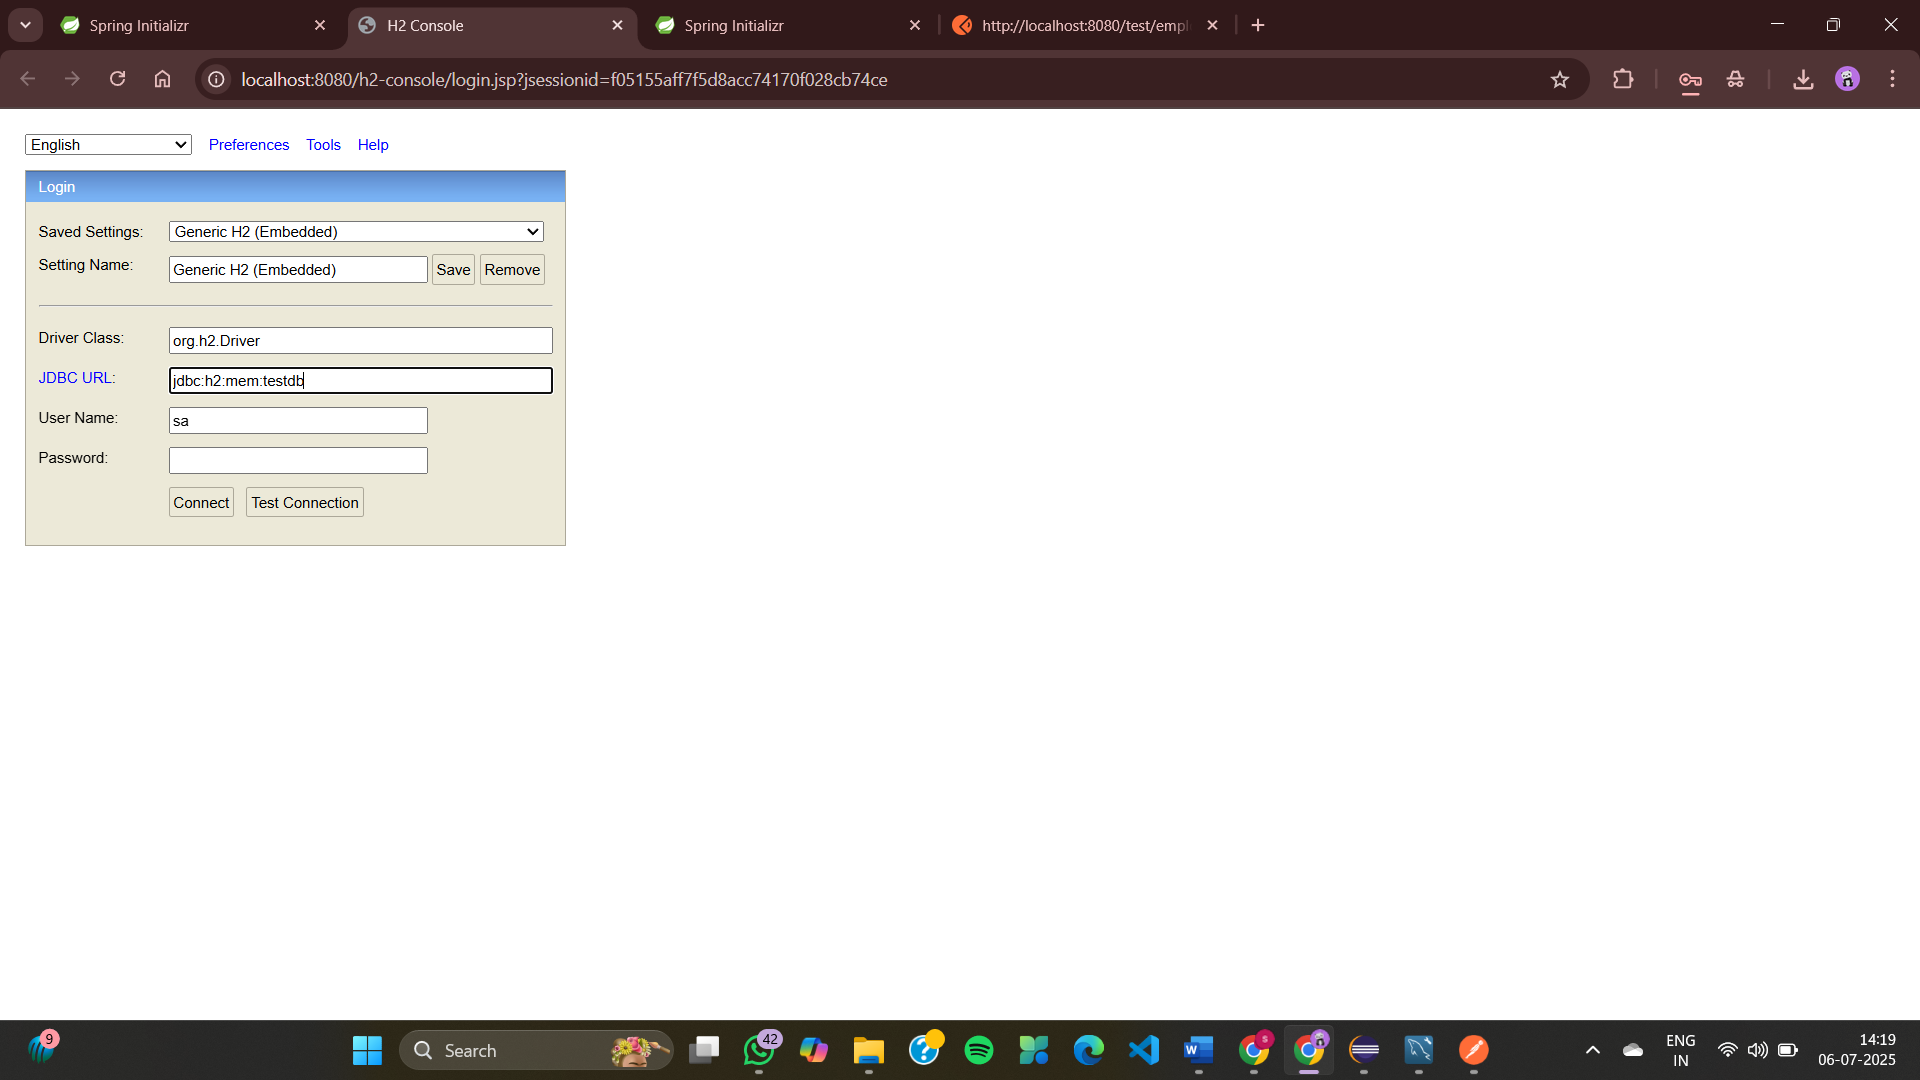 Spring Initializr
H2 Console
Spring Initializr
http://localhost:8080/test/empl
localhost:8080/h2-console/login.jsp?jsessionid=f05155aff7f5d8acc74170f028cb74ce
English Preferences Tools Help
Login
Saved Settings: Generic H2 (Embedded)
Setting Name: Generic H2 (Embedded) Save Remove
Driver Class: org.h2.Driver
JDBC URL: jdbc:h2:mem:testdb
User Name: sa
Password:
Connect Test Connection
9
Search
42
W
S
ENG
IN
14:19
06-07-2025